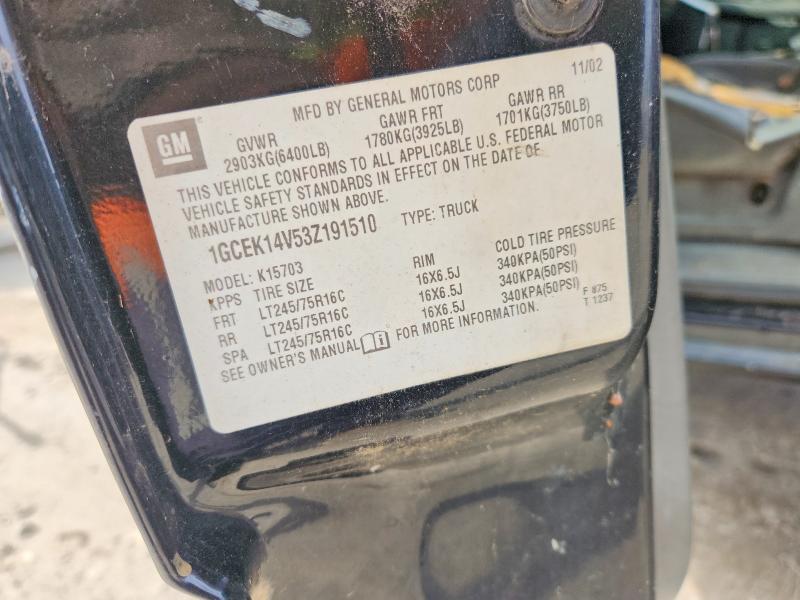 MFD BY GENERAL MOTORS CORP 11/02
GM
GVWR GAWR FRT GAWR RR
2903KG(6400LB) 1780KG(3925LB) 1701KG(3750LB)
THIS VEHICLE CONFORMS TO ALL APPLICABLE U.S. FEDERAL MOTOR
VEHICLE SAFETY STANDARDS IN EFFECT ON THE DATE OF
MANUFACTURE SHOWN ABOVE.
1GCEK14V53Z191510 TYPE: TRUCK
MODEL: K15703
KPPS TIRE SIZE RIM COLD TIRE PRESSURE
FRT LT245/75R16C 16X6.5J 340KPA(50PSI)
RR LT245/75R16C 16X6.5J 340KPA(50PSI)
SPA LT245/75R16C 16X6.5J 340KPA(50PSI)
SEE OWNER'S MANUAL FOR MORE INFORMATION.
F 875
T 1237